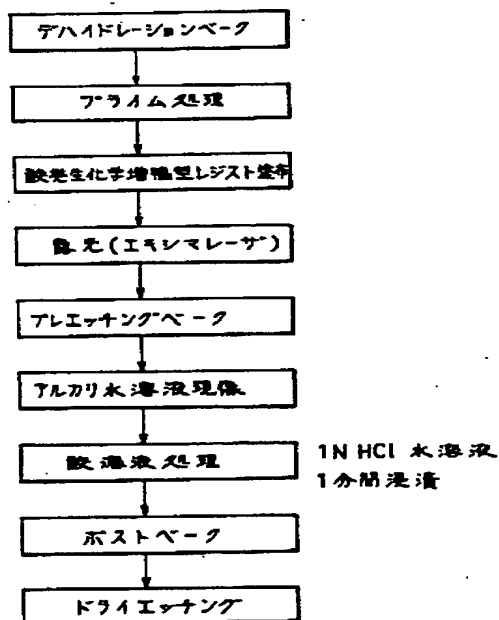 デハイドレーションベーク
プライム処理
酸発生化学増幅型レジスト塗布
露光(エキシマレーザ)
プレエッチングベーク
アルカリ水溶液現像
酸溶液処理
1N HCl 水溶液
1分間浸漬
ポストベーク
ドライエッチング